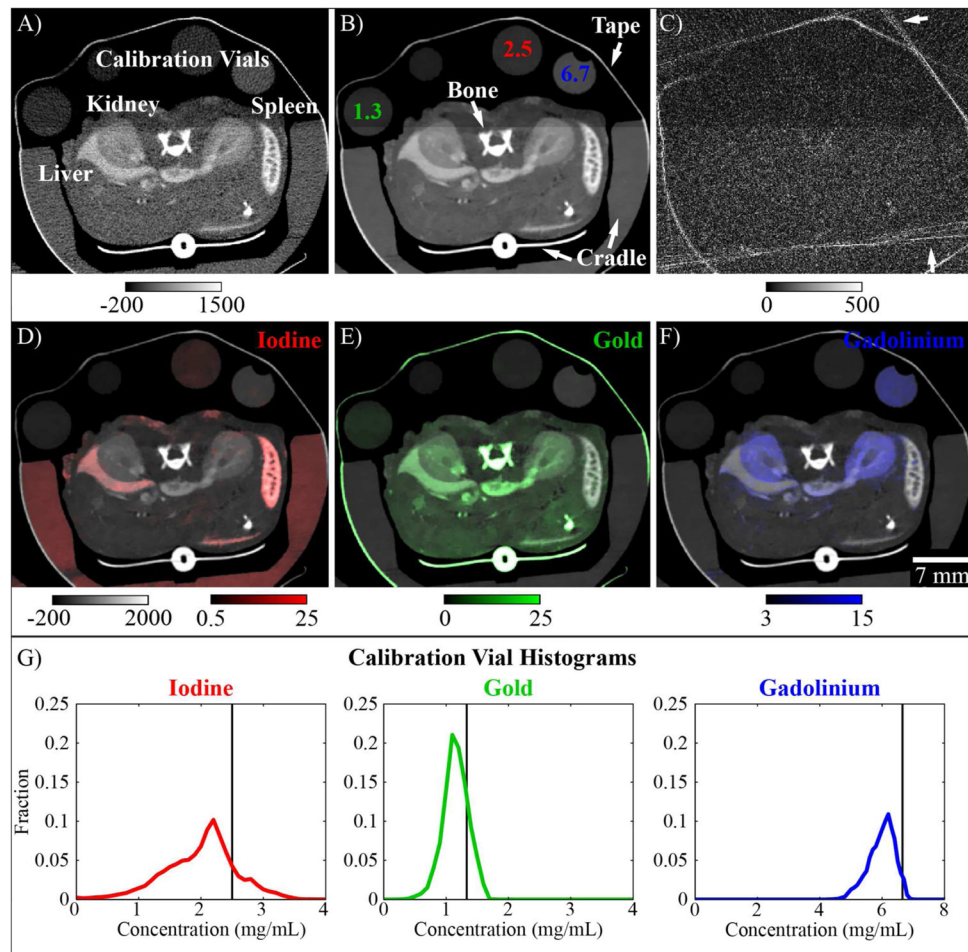 A)
Calibration Vials
Kidney
Spleen
Liver
B)
Tape
2.5
6.7
Bone
1.3
Cradle
C)
-200 1500
0 500
D)
Iodine
E)
Gold
F)
Gadolinium
7 mm
-200 2000
0.5 25
0 25
3 15
G)
Calibration Vial Histograms
Iodine
Gold
Gadolinium
Fraction
0.25
0.2
0.15
0.1
0.05
0
0 1 2 3 4
Concentration (mg/mL)
0.25
0.2
0.15
0.1
0.05
0
0 1 2 3 4
Concentration (mg/mL)
0.25
0.2
0.15
0.1
0.05
0
0 2 4 6 8
Concentration (mg/mL)